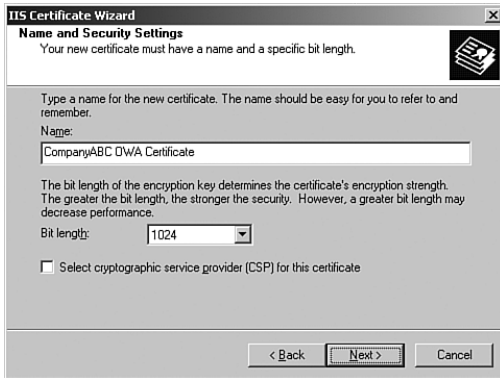 IIS Certificate Wizard
Name and Security Settings
Your new certificate must have a name and a specific bit length.
Type a name for the new certificate. The name should be easy for you to refer to and
remember.
Name:
CompanyABC OWA Certificate
The bit length of the encryption key determines the certificate's encryption strength.
The greater the bit length, the stronger the security. However, a greater bit length may
decrease performance.
Bit length:
1024
Select cryptographic service provider (CSP) for this certificate
< Back
Next >
Cancel